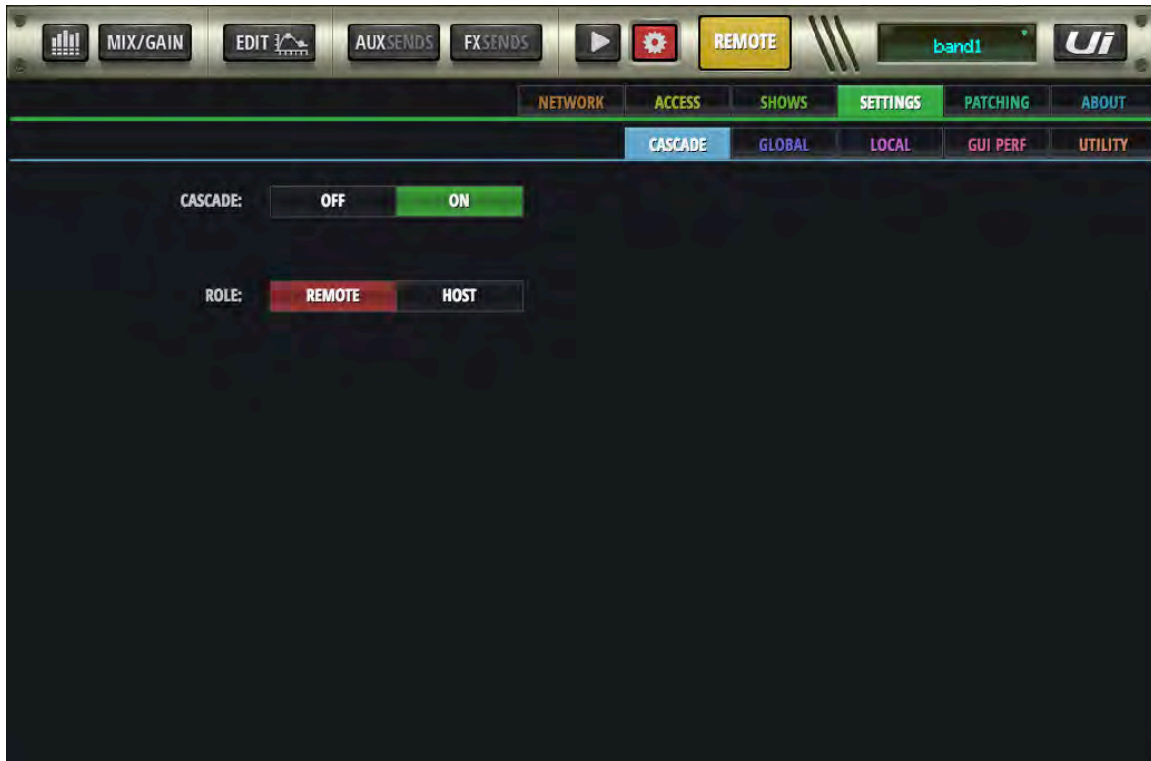 MIX/GAIN EDIT AUXSENDS FXSENDS REMOTE band1 Ui
NETWORK ACCESS SHOWS SETTINGS PATCHING ABOUT
CASCADE GLOBAL LOCAL GUI PERF UTILITY
CASCADE: OFF ON
ROLE: REMOTE HOST